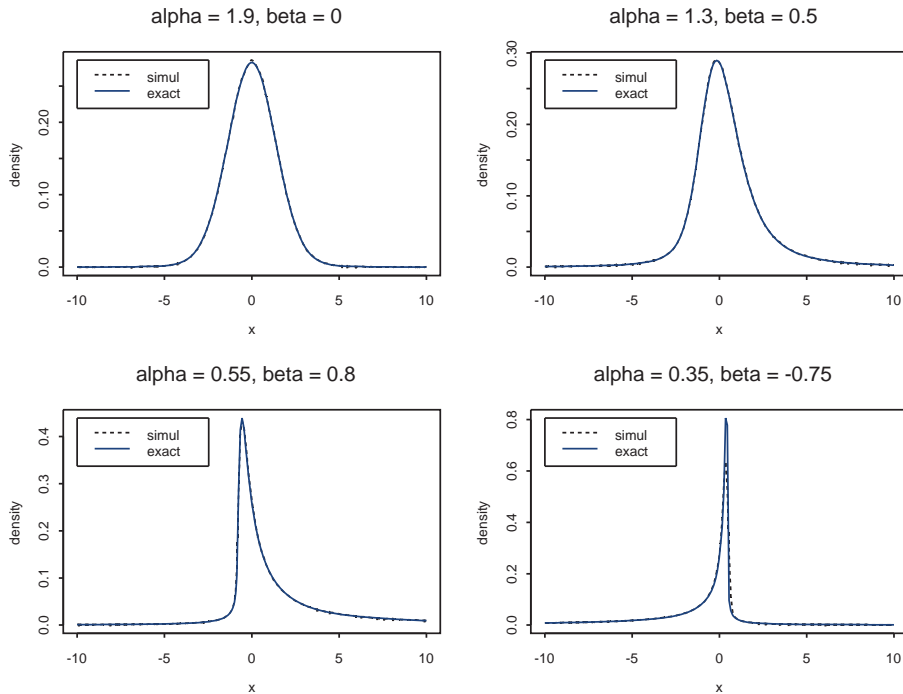 alpha = 1.9, beta = 0
simul
exact
density
0.0
0.10
0.20
-10
-5
0
5
10
x
alpha = 1.3, beta = 0.5
simul
exact
density
0.0
0.10
0.20
0.30
-10
-5
0
5
10
x
alpha = 0.55, beta = 0.8
simul
exact
density
0.0
0.1
0.2
0.3
0.4
-10
-5
0
5
10
x
alpha = 0.35, beta = -0.75
simul
exact
density
0.0
0.2
0.4
0.6
0.8
-10
-5
0
5
10
x